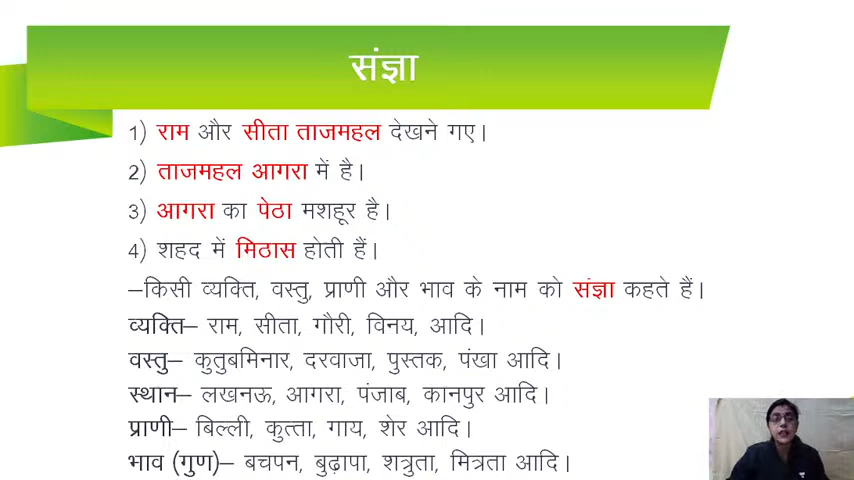 संज्ञा
1) राम और सीता ताजमहल देखने गए।
2) ताजमहल आगरा में है।
3) आगरा का पेठा मशहूर है।
4) शहद में मिठास होती हैं।
–किसी व्यक्ति, वस्तु, प्राणी और भाव के नाम को संज्ञा कहते हैं।
व्यक्ति– राम, सीता, गौरी, विनय, आदि।
वस्तु– कुतुबमिनार, दरवाजा, पुस्तक, पंखा आदि।
स्थान– लखनऊ, आगरा, पंजाब, कानपुर आदि।
प्राणी– बिल्ली, कुत्ता, गाय, शेर आदि।
भाव (गुण)– बचपन, बुढ़ापा, शत्रुता, मित्रता आदि।